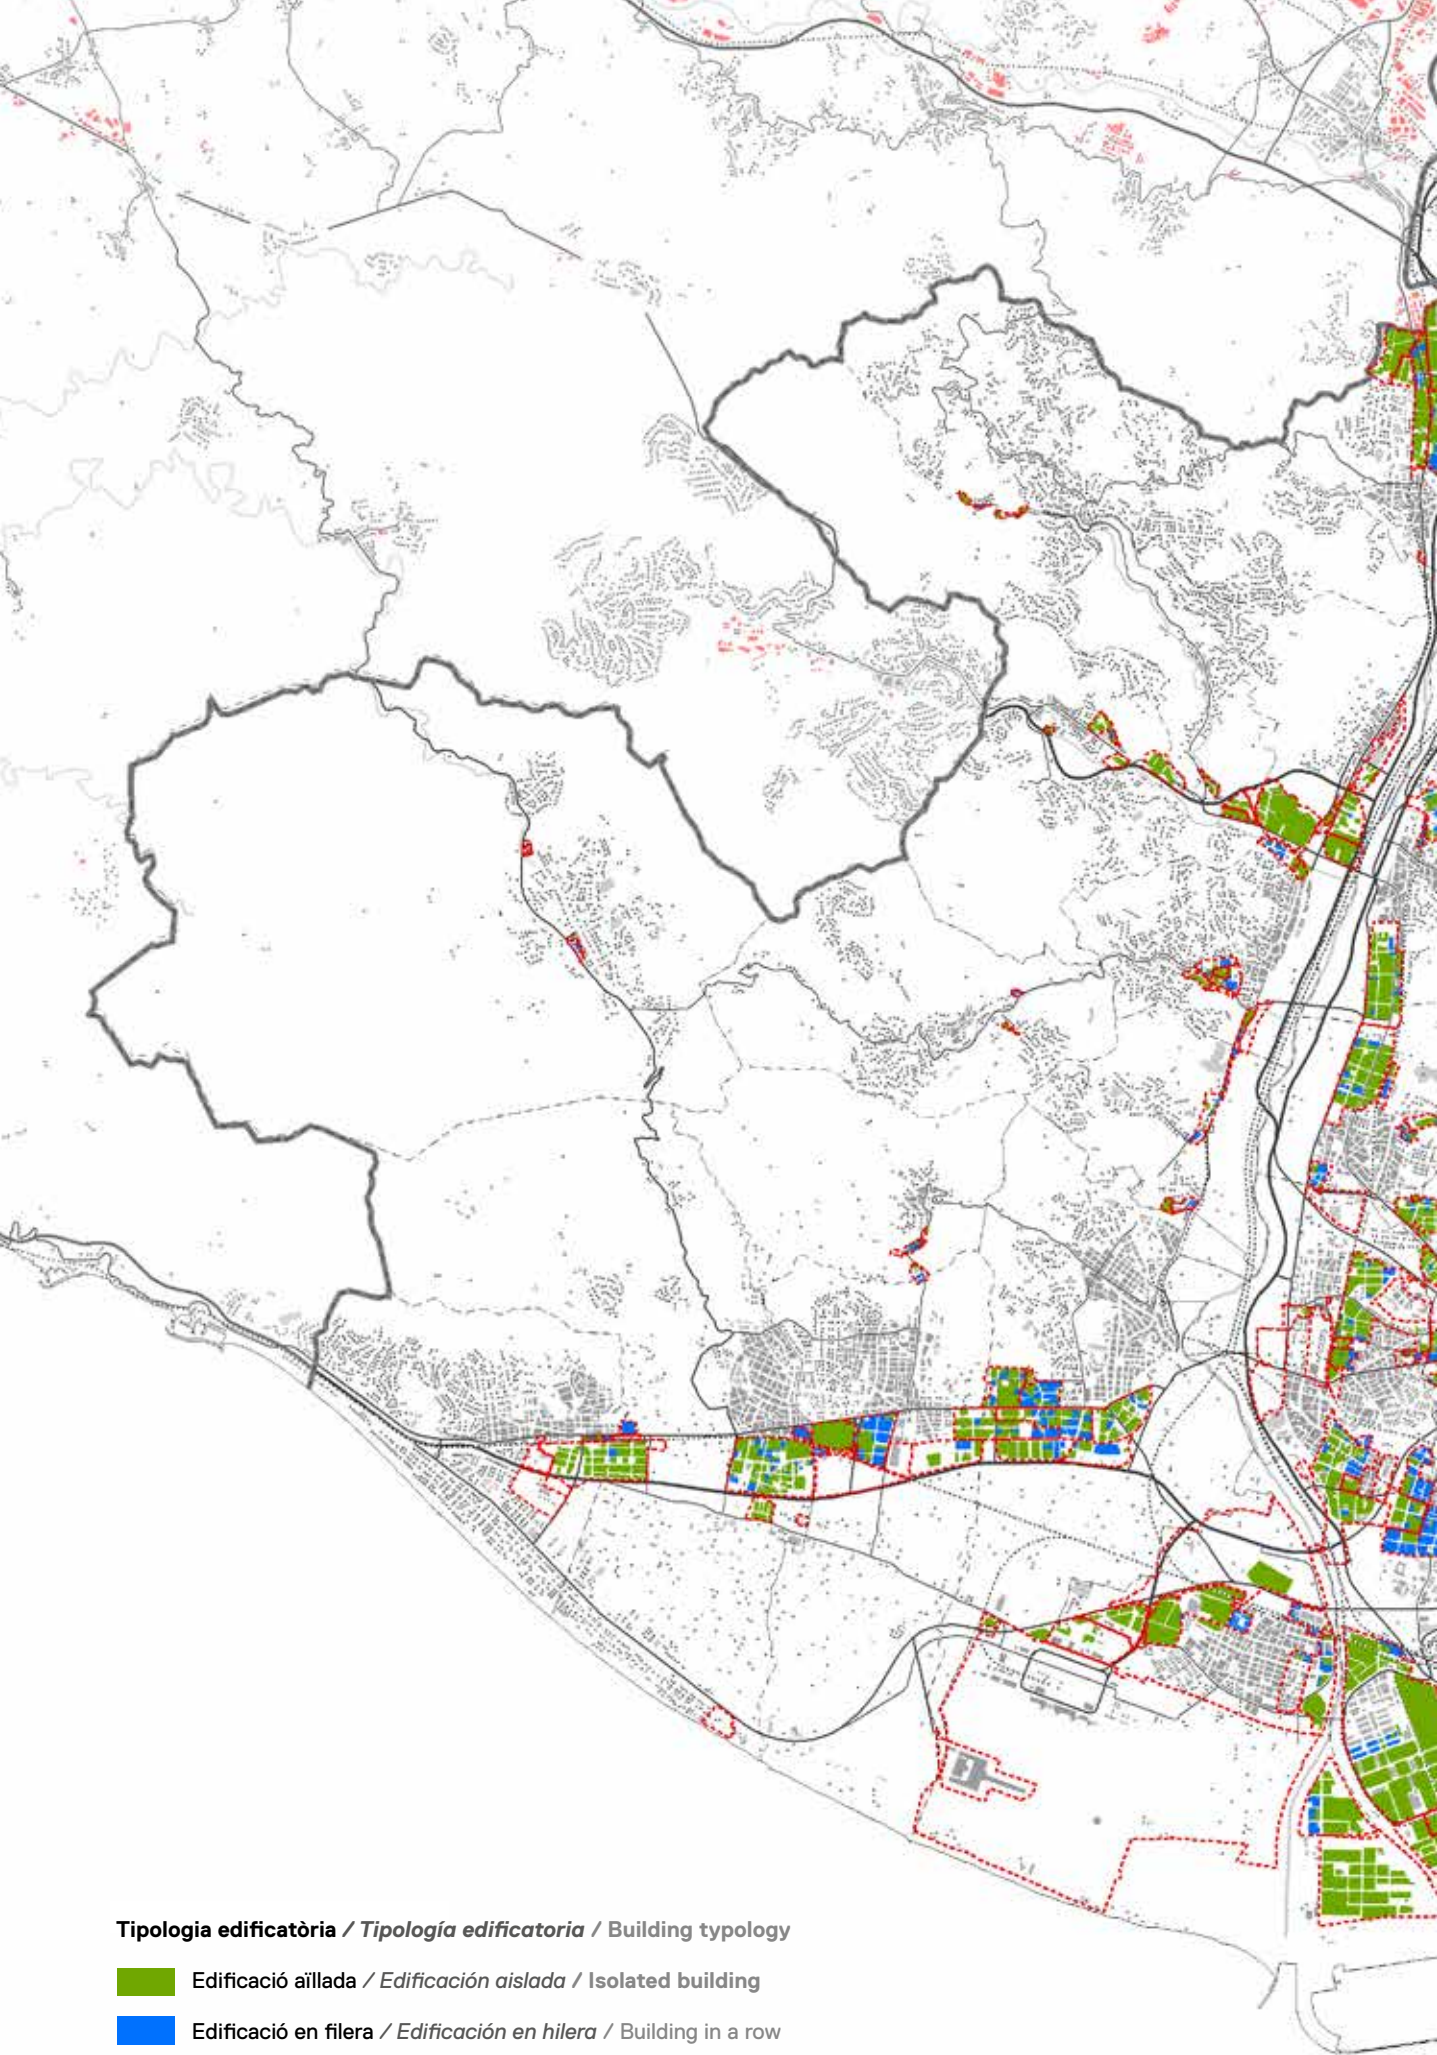 Tipologia edificatòria / Tipología edificatoria / Building typology
Edificació aïllada / Edificación aislada / Isolated building
Edificació en filera / Edificación en hilera / Building in a row